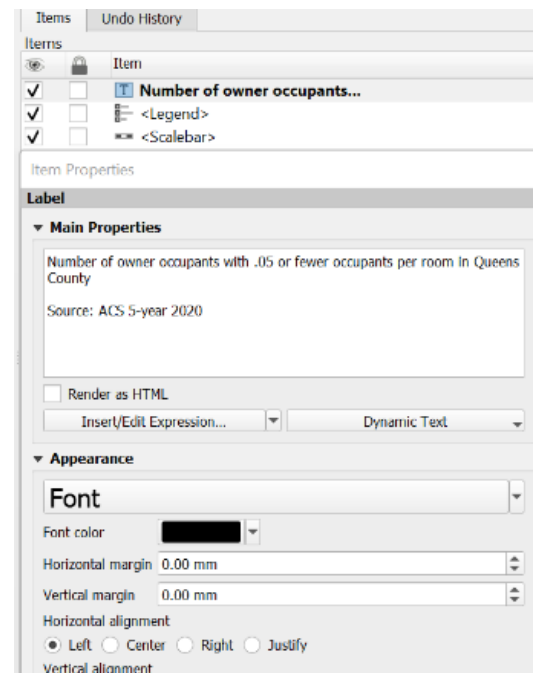 Items
Undo History
Items
Item
Number of owner occupants...
<Legend>
<Scalebar>
Item Properties
Label
Main Properties
Number of owner occupants with .05 or fewer occupants per room in Queens
County
Source: ACS 5-year 2020
Render as HTML
Insert/Edit Expression...
Dynamic Text
Appearance
Font
Font color
Horizontal margin 0.00 mm
Vertical margin 0.00 mm
Horizontal alignment
Left Center Right Justify
Vertical alignment